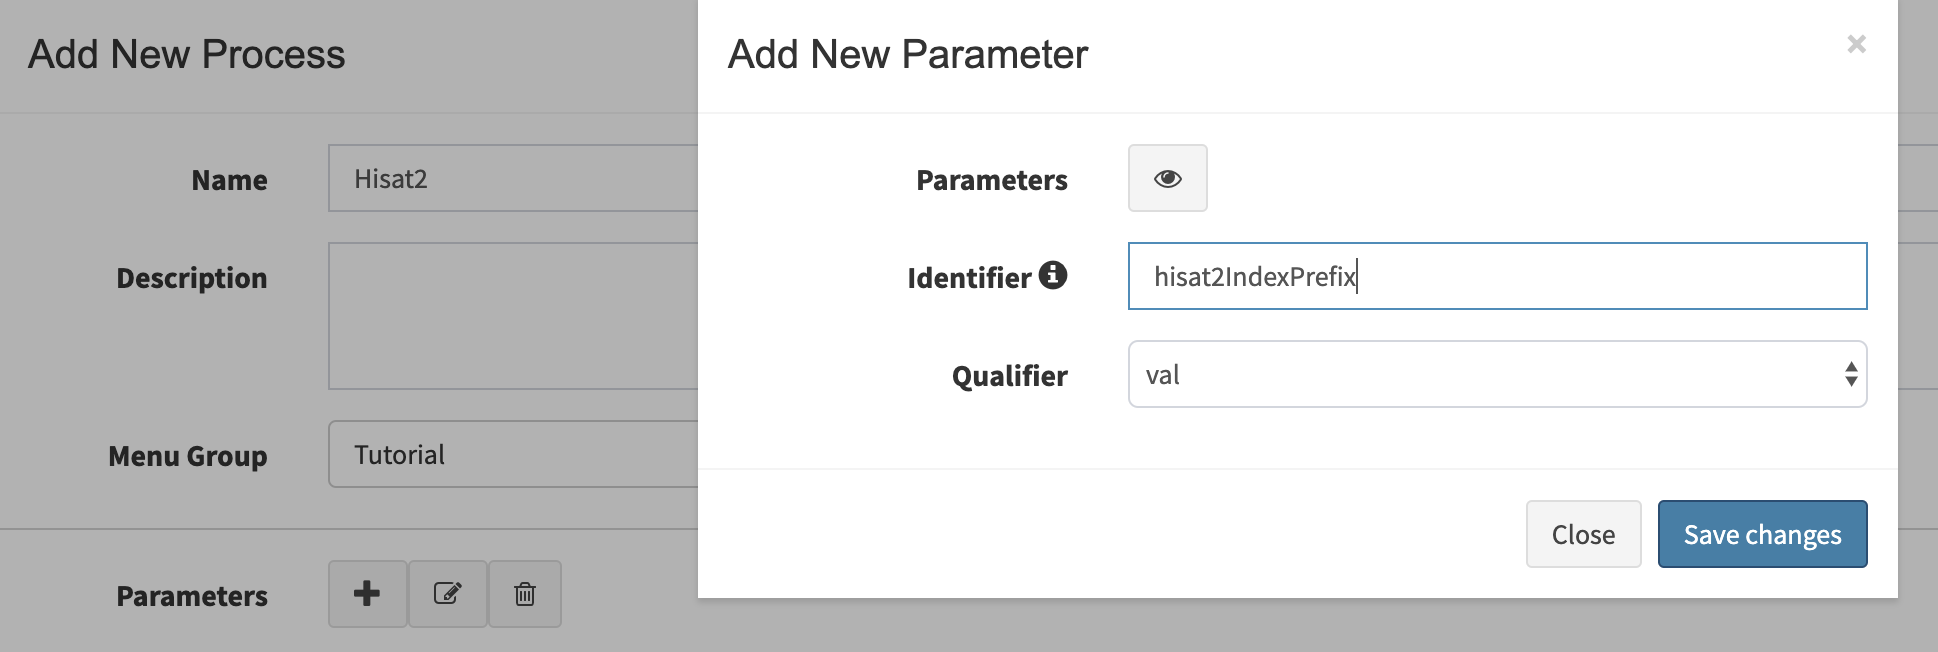 Add New Process
Name Hisat2
Description
Menu Group Tutorial
Parameters
Add New Parameter ×
Parameters
Identifier hisat2IndexPrefix
Qualifier val
Close Save changes